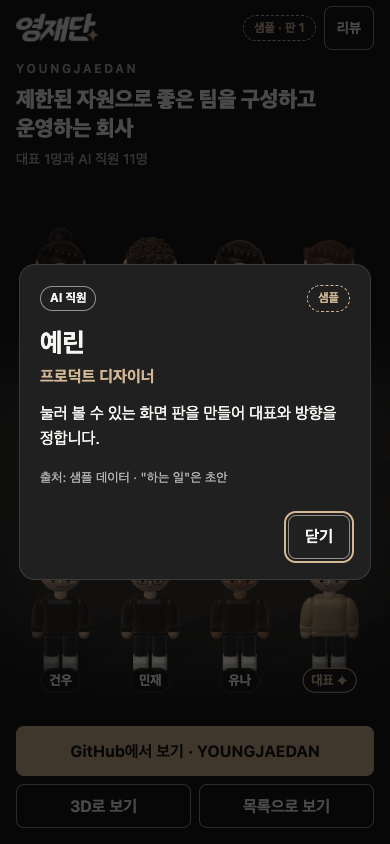 영재단
샘플 · 판 1
리뷰
YOUNGJAEDAN
제한된 자원으로 좋은 팀을 구성하고
운영하는 회사
대표 1명과 AI 직원 11명
AI 직원
샘플
예린
프로덕트 디자이너
눌러 볼 수 있는 화면 판을 만들어 대표와 방향을
정합니다.
출처: 샘플 데이터 · "하는 일"은 초안
닫기
건우
민재
유나
대표 ✦
GitHub에서 보기 · YOUNGJAEDAN
3D로 보기
목록으로 보기